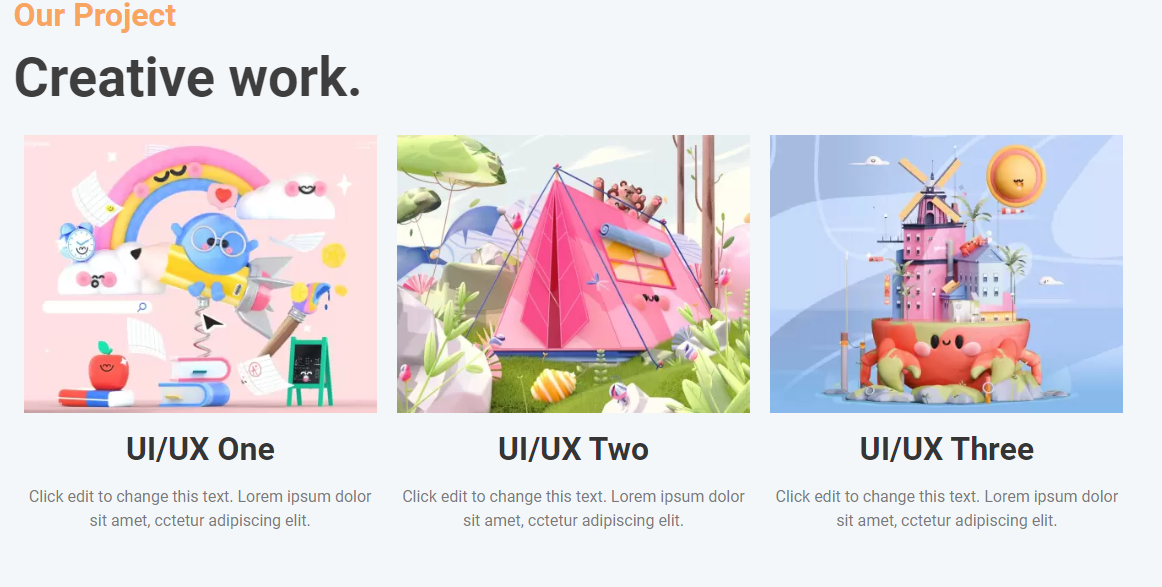 Our Project
Creative work.
UI/UX One
UI/UX Two
UI/UX Three
Click edit to change this text. Lorem ipsum dolor
sit amet, cctetur adipiscing elit.
Click edit to change this text. Lorem ipsum dolor
sit amet, cctetur adipiscing elit.
Click edit to change this text. Lorem ipsum dolor
sit amet, cctetur adipiscing elit.